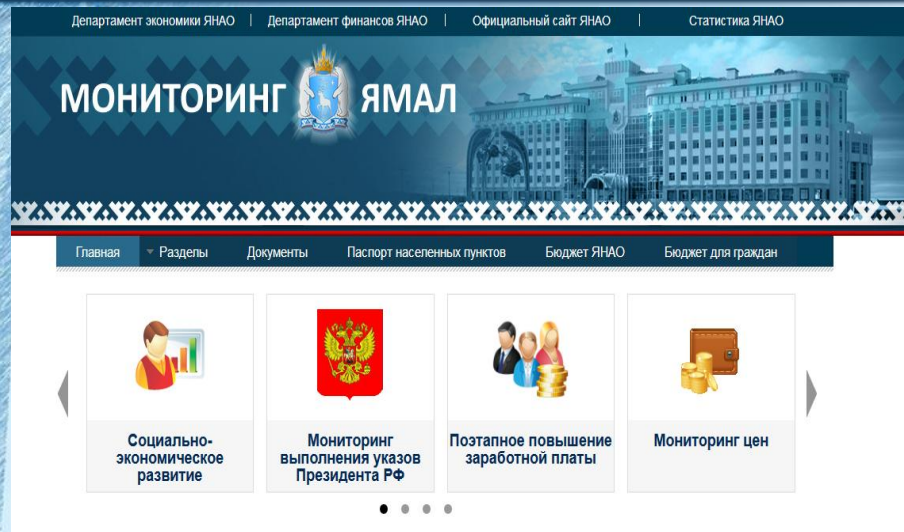 Департамент экономики ЯНАО | Департамент финансов ЯНАО | Официальный сайт ЯНАО | Статистика ЯНАО
МОНИТОРИНГ ЯМАЛ
Главная Разделы Документы Паспорт населенных пунктов Бюджет ЯНАО Бюджет для граждан
Социально-
экономическое
развитие
Мониторинг
выполнения указов
Президента РФ
Поэтапное повышение
заработной платы
Мониторинг цен